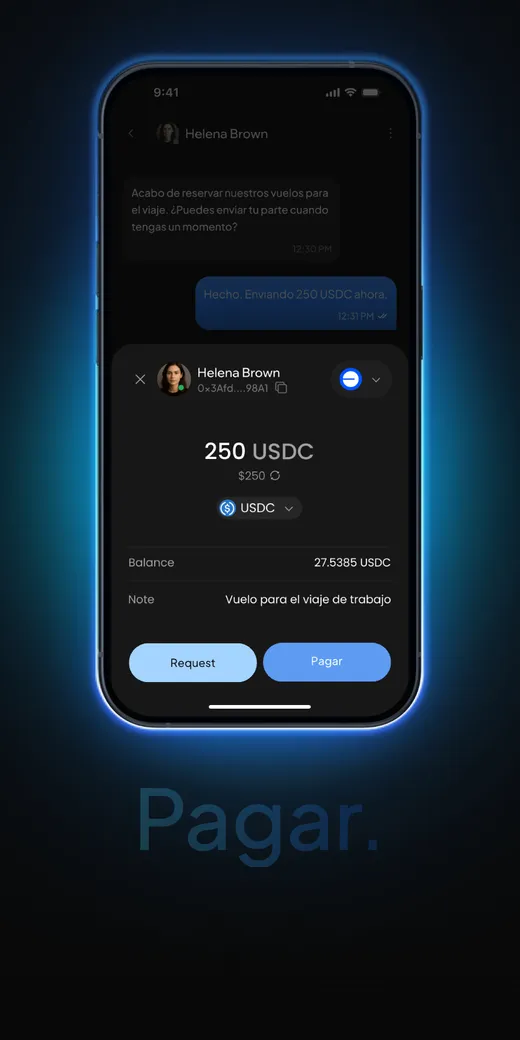 9:41
Helena Brown
Acabo de reservar nuestros vuelos para
el viaje. ¿Puedes enviar tu parte cuando
tengas un momento?
12:30 PM
Hecho. Enviando 250 USDC ahora.
12:31 PM
Helena Brown
0x3Afd....98A1
250 USDC
$250
USDC
Balance 27.5385 USDC
Note Vuelo para el viaje de trabajo
Request Pagar
Pagar.